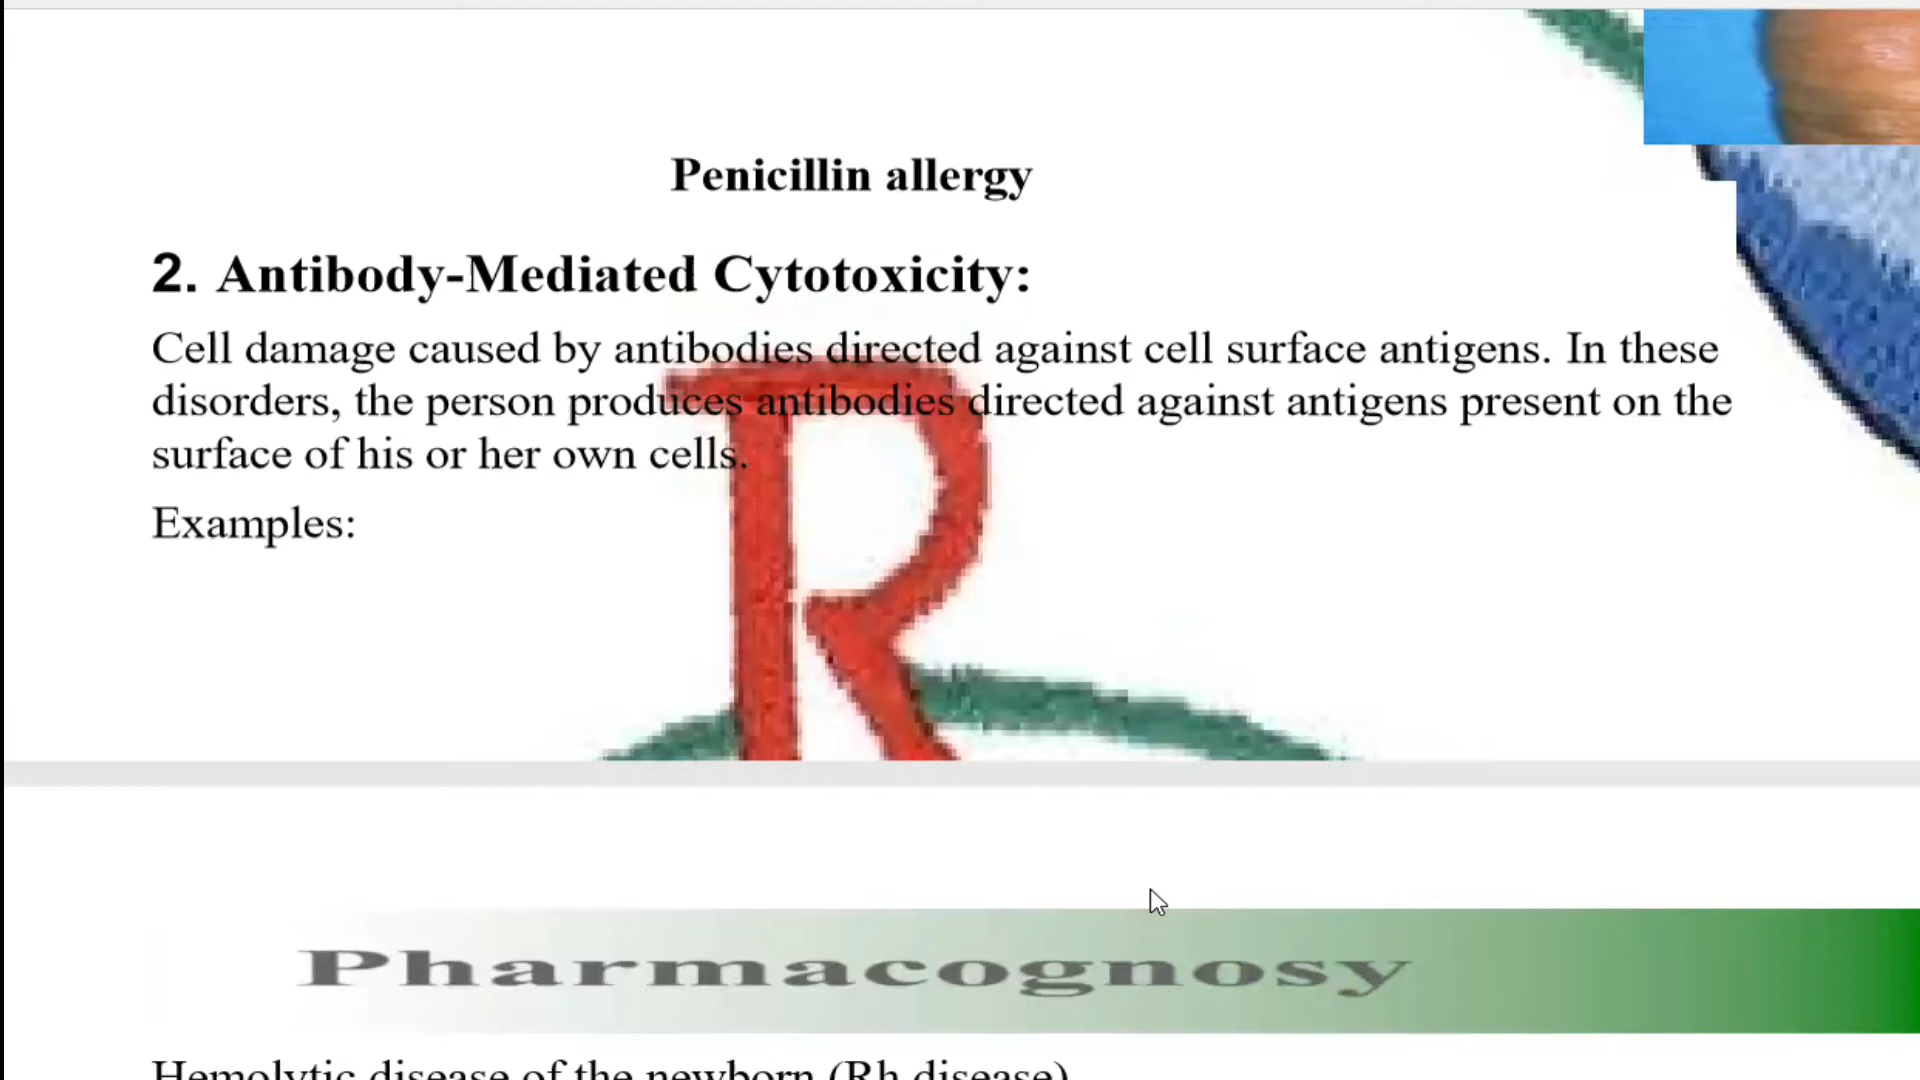 Penicillin allergy
2. Antibody-Mediated Cytotoxicity:
Cell damage caused by antibodies directed against cell surface antigens. In these
disorders, the person produces antibodies directed against antigens present on the
surface of his or her own cells.
Examples:
R
Pharmacognosy
Hemolytic disease of the newborn (Rh disease)